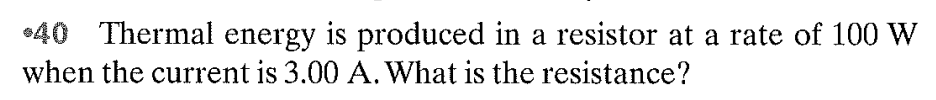 •40 Thermal energy is produced in a resistor at a rate of 100 W
when the current is 3.00 A. What is the resistance?